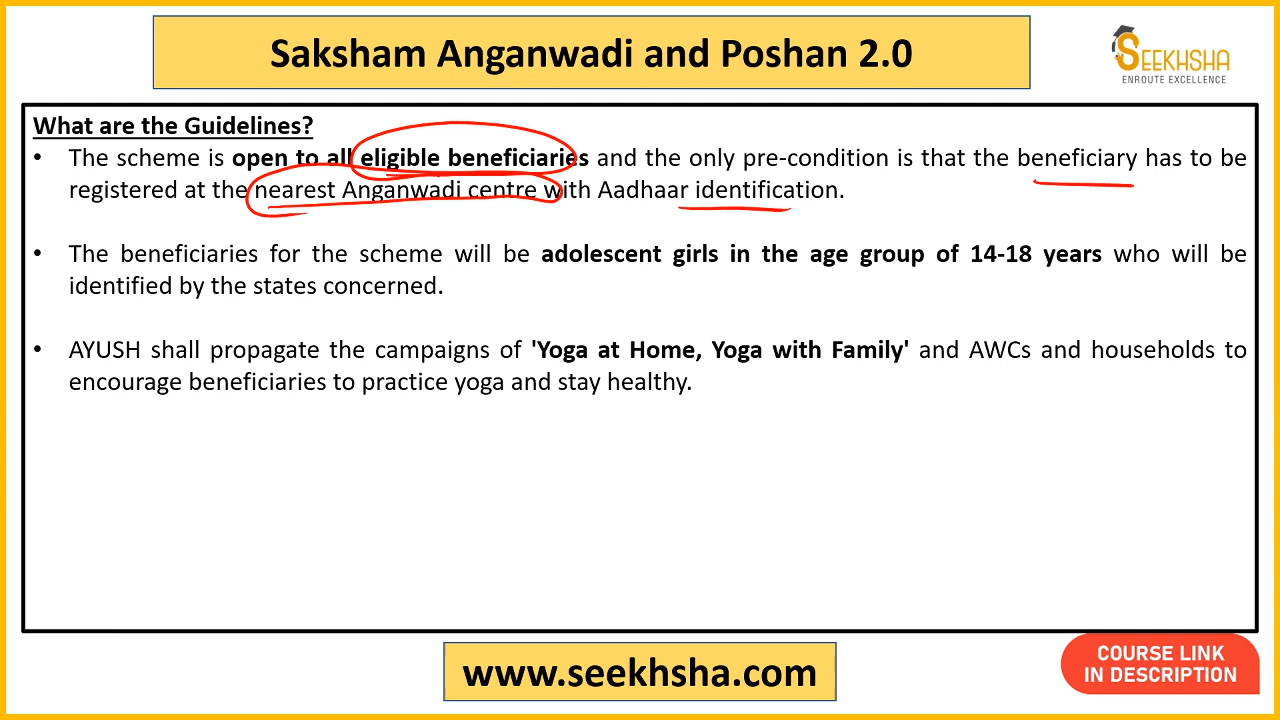 Saksham Anganwadi and Poshan 2.0
SEEKHSHA
ENROUTE EXCELLENCE
What are the Guidelines?
• The scheme is open to all eligible beneficiaries and the only pre-condition is that the beneficiary has to be
registered at the nearest Anganwadi centre with Aadhaar identification.
• The beneficiaries for the scheme will be adolescent girls in the age group of 14-18 years who will be
identified by the states concerned.
• AYUSH shall propagate the campaigns of 'Yoga at Home, Yoga with Family' and AWCs and households to
encourage beneficiaries to practice yoga and stay healthy.
www.seekhsha.com
COURSE LINK
IN DESCRIPTION